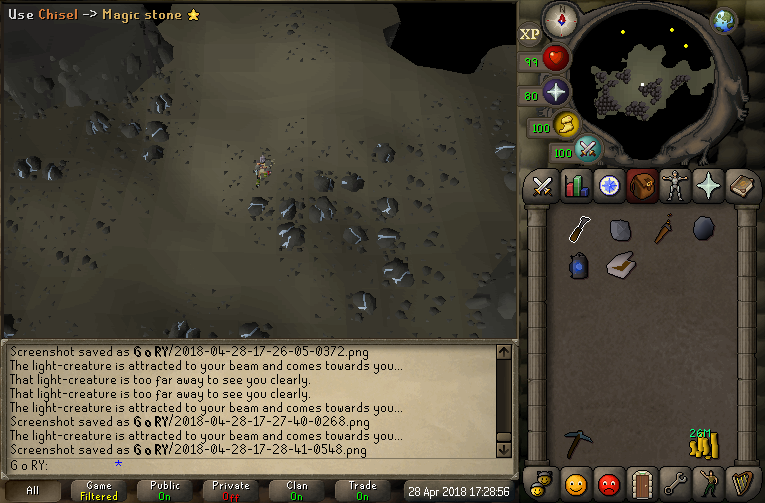 Use Chisel -> Magic stone
XP
N
99
80
100
100
Screenshot saved as G o RY/2018-04-28-17-26-05-0372.png
The light-creature is attracted to your beam and comes towards you...
That light-creature is too far away to see you clearly.
That light-creature is too far away to see you clearly.
The light-creature is attracted to your beam and comes towards you...
Screenshot saved as G o RY/2018-04-28-17-27-40-0268.png
The light-creature is attracted to your beam and comes towards you...
Screenshot saved as G o RY/2018-04-28-17-28-41-0548.png
G o RY: *
26M
All
Game
Filtered
Public
On
Private
Off
Clan
On
Trade
On
28 Apr 2018 17:28:56